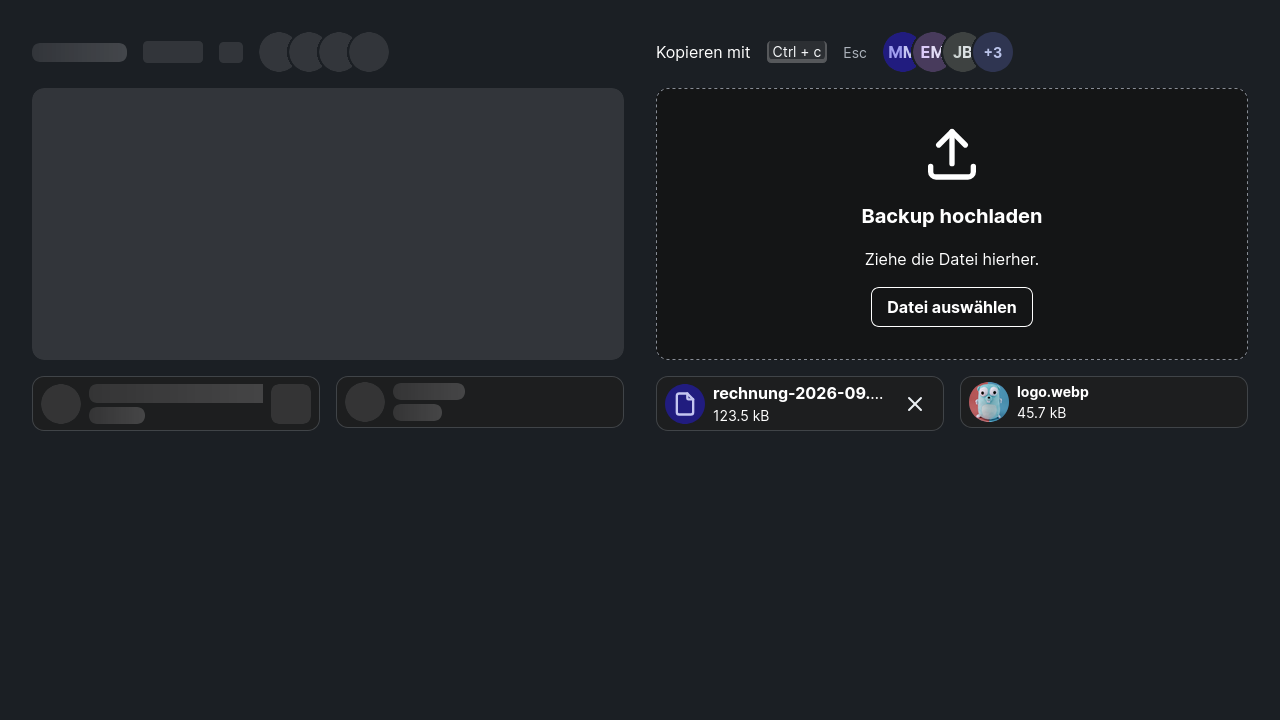 Kopieren mit Ctrl + c Esc MM EM JB +3
Backup hochladen
Ziehe die Datei hierher.
Datei auswählen
rechnung-2026-09....
123.5 kB
logo.webp
45.7 kB